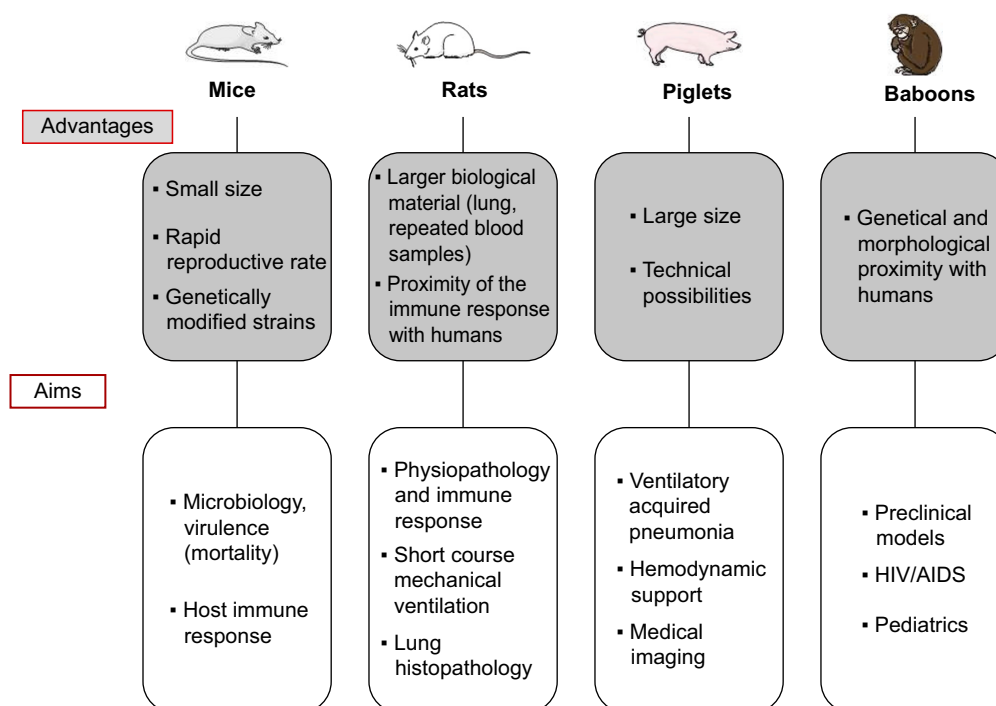 Mice
Rats
Piglets
Baboons
Advantages
▪ Small size
▪ Rapid
reproductive rate
▪ Genetically
modified strains
▪ Larger biological
material (lung,
repeated blood
samples)
▪ Proximity of the
immune response
with humans
▪ Large size
▪ Technical
possibilities
▪ Genetical and
morphological
proximity with
humans
Aims
▪ Microbiology,
virulence
(mortality)
▪ Host immune
response
▪ Physiopathology
and immune
response
▪ Short course
mechanical
ventilation
▪ Lung
histopathology
▪ Ventilatory
acquired
pneumonia
▪ Hemodynamic
support
▪ Medical
imaging
▪ Preclinical
models
▪ HIV/AIDS
▪ Pediatrics